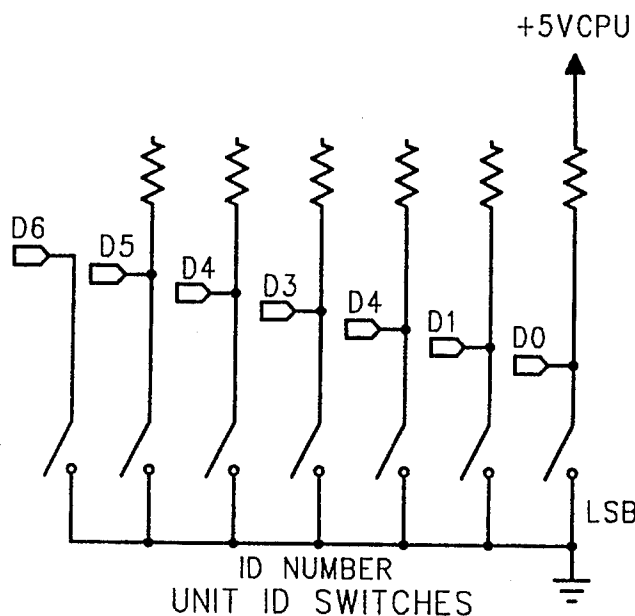 +5VCPU
D6
D5
D4
D3
D4
D1
D0
LSB
ID NUMBER
UNIT ID SWITCHES